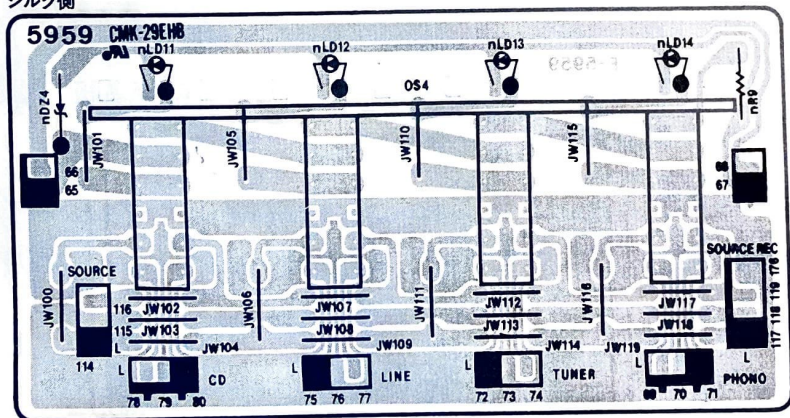 シルク側
5959 CMK-29EHB
nLD11 nLD12 nLD13 nLD14
F-5959
nDZ4 OS4 nR9
JW101 JW105 JW110 JW115
66 68
65 67
SOURCE SOURCE REC
JW100 JW106 JW111 JW116
116 JW102 JW107 JW112 JW117
115 JW103 JW108 JW113 JW118
L JW104 JW109 JW114 JW119
117 118 119 176
114 L
L CD L LINE L TUNER L PHONO
78 79 80 75 76 77 72 73 74 69 70 71